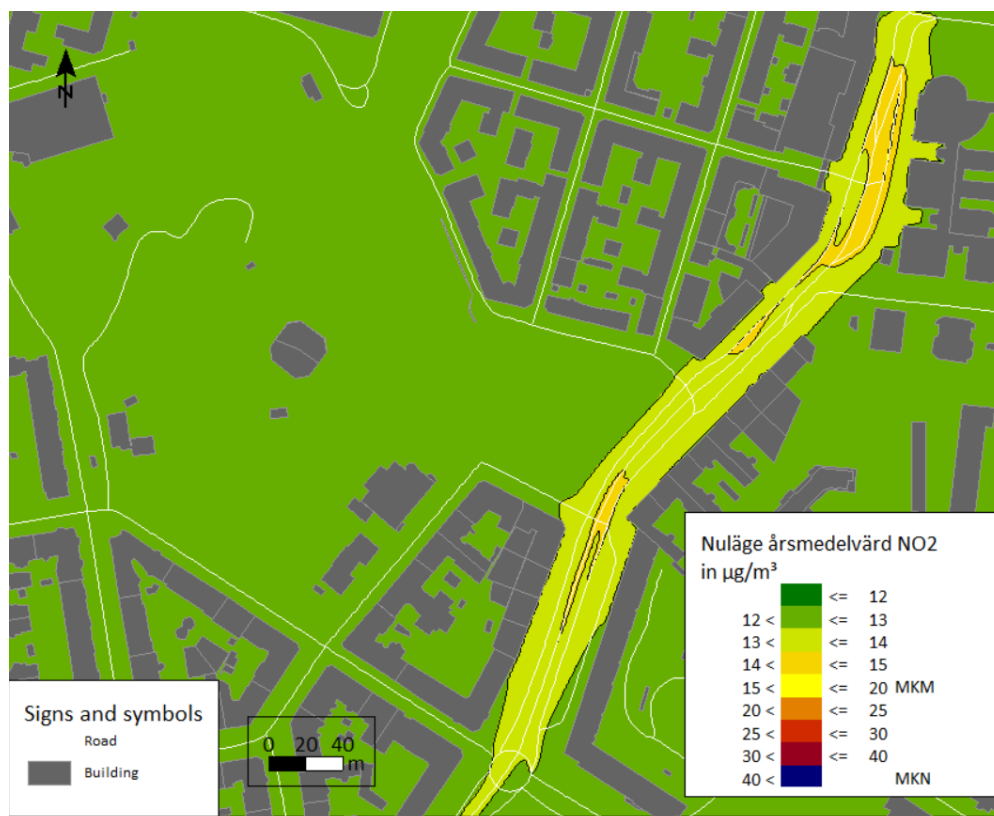 N
Nuläge årsmedelvärd NO2
in µg/m³
<= 12
12 < <= 13
13 < <= 14
14 < <= 15
15 < <= 20 MKM
20 < <= 25
25 < <= 30
30 < <= 40
40 < MKN
Signs and symbols
Road
Building
0 20 40
m